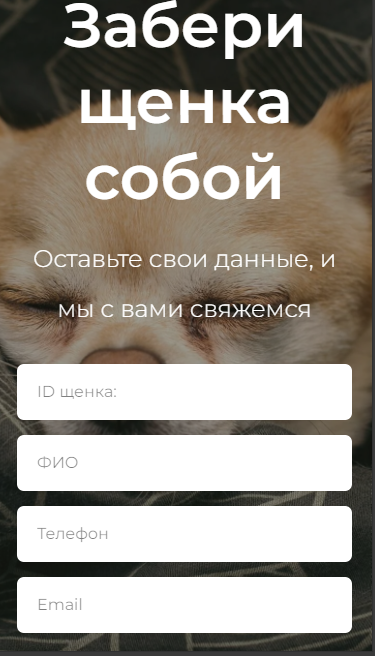 Забери
щенка
собой
Оставьте свои данные, и
мы с вами свяжемся
ID щенка:
ФИО
Телефон
Email